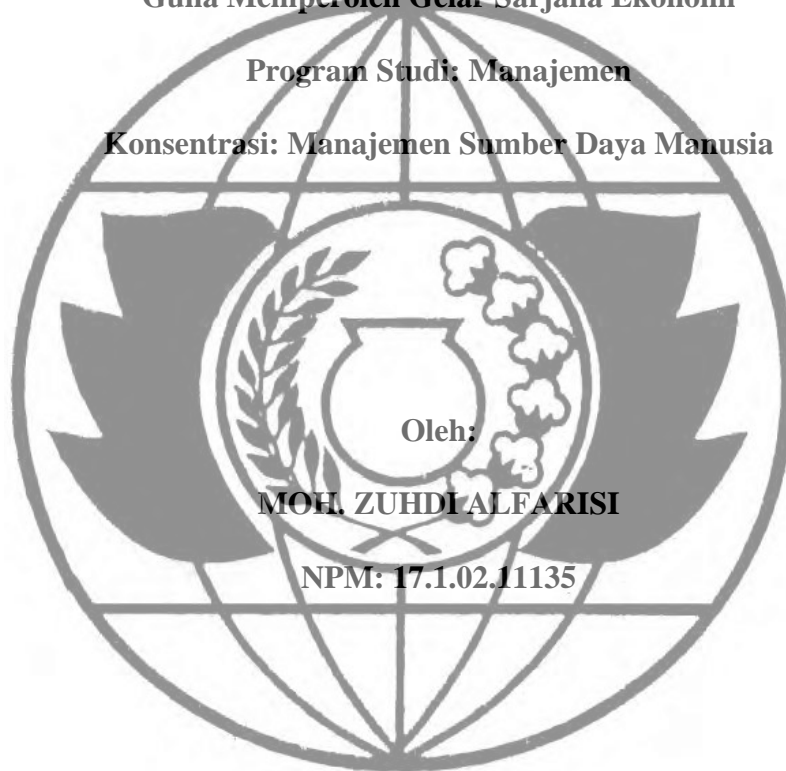 Guna Memperoleh Gelar Sarjana Ekonomi
Program Studi: Manajemen
Konsentrasi: Manajemen Sumber Daya Manusia
Oleh:
MOH. ZUHDI ALFARISI
NPM: 17.1.02.11135